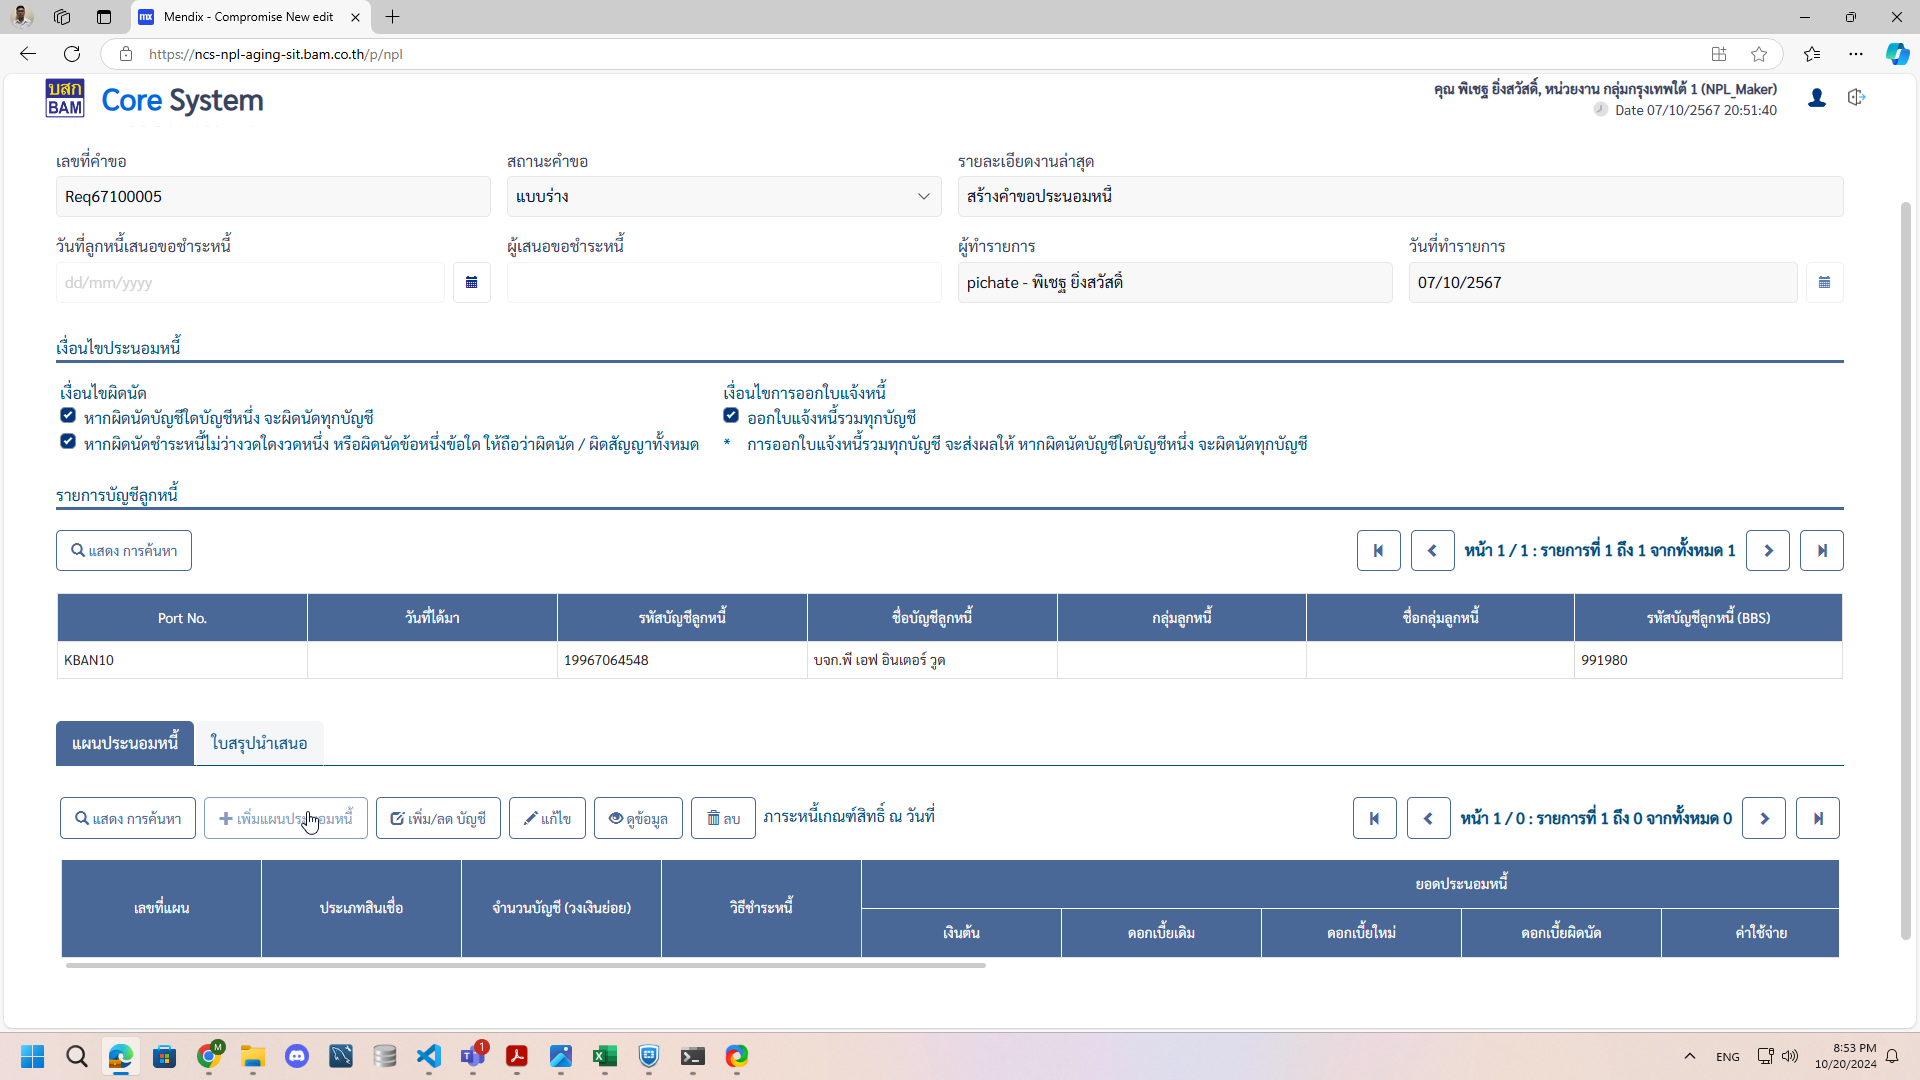 Mendix - Compromise New edit
https://ncs-npl-aging-sit.bam.co.th/p/npl
บสก
BAM
Core System
คุณ พิเชฐ ยิ่งสวัสดิ์, หน่วยงาน กลุ่มกรุงเทพใต้ 1 (NPL_Maker)
Date 07/10/2567 20:51:40
เลขที่คำขอ
สถานะคำขอ
รายละเอียดงานล่าสุด
Req67100005
แบบร่าง
สร้างคำขอประนอมหนี้
วันที่ลูกหนี้เสนอขอชำระหนี้
ผู้เสนอขอชำระหนี้
ผู้ทำรายการ
วันที่ทำรายการ
dd/mm/yyyy
pichate - พิเชฐ ยิ่งสวัสดิ์
07/10/2567
เงื่อนไขประนอมหนี้
เงื่อนไขผิดนัด
เงื่อนไขการออกใบแจ้งหนี้
หากผิดนัดบัญชีใดบัญชีหนึ่ง จะผิดนัดทุกบัญชี
ออกใบแจ้งหนี้รวมทุกบัญชี
หากผิดนัดชำระหนี้ไม่ว่างวดใดงวดหนึ่ง หรือผิดนัดข้อหนึ่งข้อใด ให้ถือว่าผิดนัด / ผิดสัญญาทั้งหมด
* การออกใบแจ้งหนี้รวมทุกบัญชี จะส่งผลให้ หากผิดนัดบัญชีใดบัญชีหนึ่ง จะผิดนัดทุกบัญชี
รายการบัญชีลูกหนี้
แสดง การค้นหา
หน้า 1 / 1 : รายการที่ 1 ถึง 1 จากทั้งหมด 1
Port No.
วันที่ได้มา
รหัสบัญชีลูกหนี้
ชื่อบัญชีลูกหนี้
กลุ่มลูกหนี้
ชื่อกลุ่มลูกหนี้
รหัสบัญชีลูกหนี้ (BBS)
KBAN10
19967064548
บจก.พี เอฟ อินเตอร์ วูด
991980
แผนประนอมหนี้
ใบสรุปนำเสนอ
แสดง การค้นหา
เพิ่มแผนประนอมหนี้
เพิ่ม/ลด บัญชี
แก้ไข
ดูข้อมูล
ลบ
ภาระหนี้เกณฑ์สิทธิ์ ณ วันที่
หน้า 1 / 0 : รายการที่ 1 ถึง 0 จากทั้งหมด 0
เลขที่แผน
ประเภทสินเชื่อ
จำนวนบัญชี (วงเงินย่อย)
วิธีชำระหนี้
ยอดประนอมหนี้
เงินต้น
ดอกเบี้ยเดิม
ดอกเบี้ยใหม่
ดอกเบี้ยผิดนัด
ค่าใช้จ่าย
M
1
ENG
8:53 PM
10/20/2024